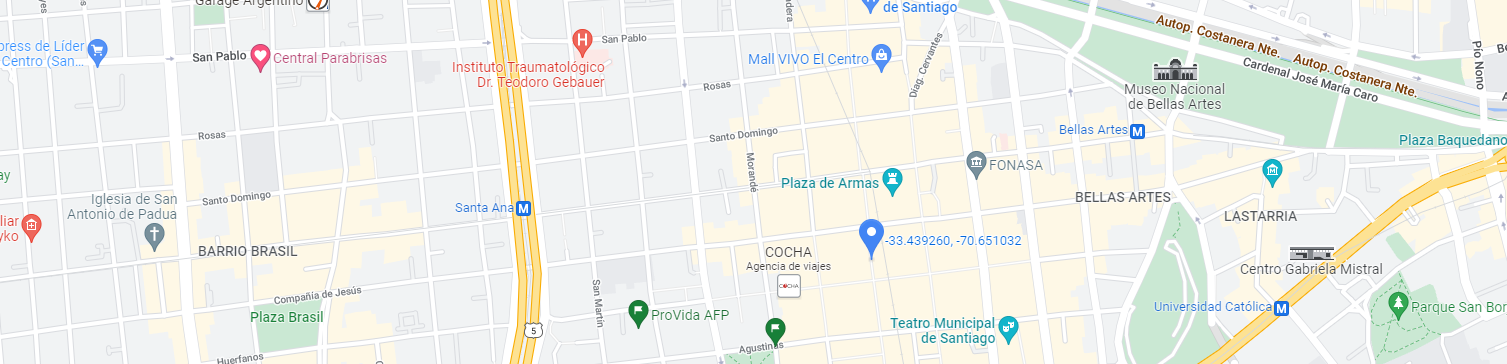 Garage Argentino
de Santiago
press de Líder
Centro (San...
San Pablo
Central Parabrisas
San Pablo
Instituto Traumatológico
Dr. Teodoro Gebauer
Mall VIVO El Centro
Diag. Cervantes
Autop. Costanera Nte.
Autop. Costanera Nte.
Cardenal José María Caro
Pío Nono
Museo Nacional
de Bellas Artes
Rosas
Rosas
Santo Domingo
Bellas Artes
M
Plaza Baquedano
Morandé
FONASA
ay
Plaza de Armas
Iglesia de San
Antonio de Padua
Santo Domingo
Santa Ana
M
BELLAS ARTES
LASTARRIA
liar
yko
BARRIO BRASIL
-33.439260, -70.651032
COCHA
Agencia de viajes
COCHA
Centro Gabriela Mistral
San Martín
Compañía de Jesús
Plaza Brasil
ProVida AFP
5
Universidad Católica
M
Parque San Bor
Teatro Municipal
de Santiago
Agustinas
Huérfanos